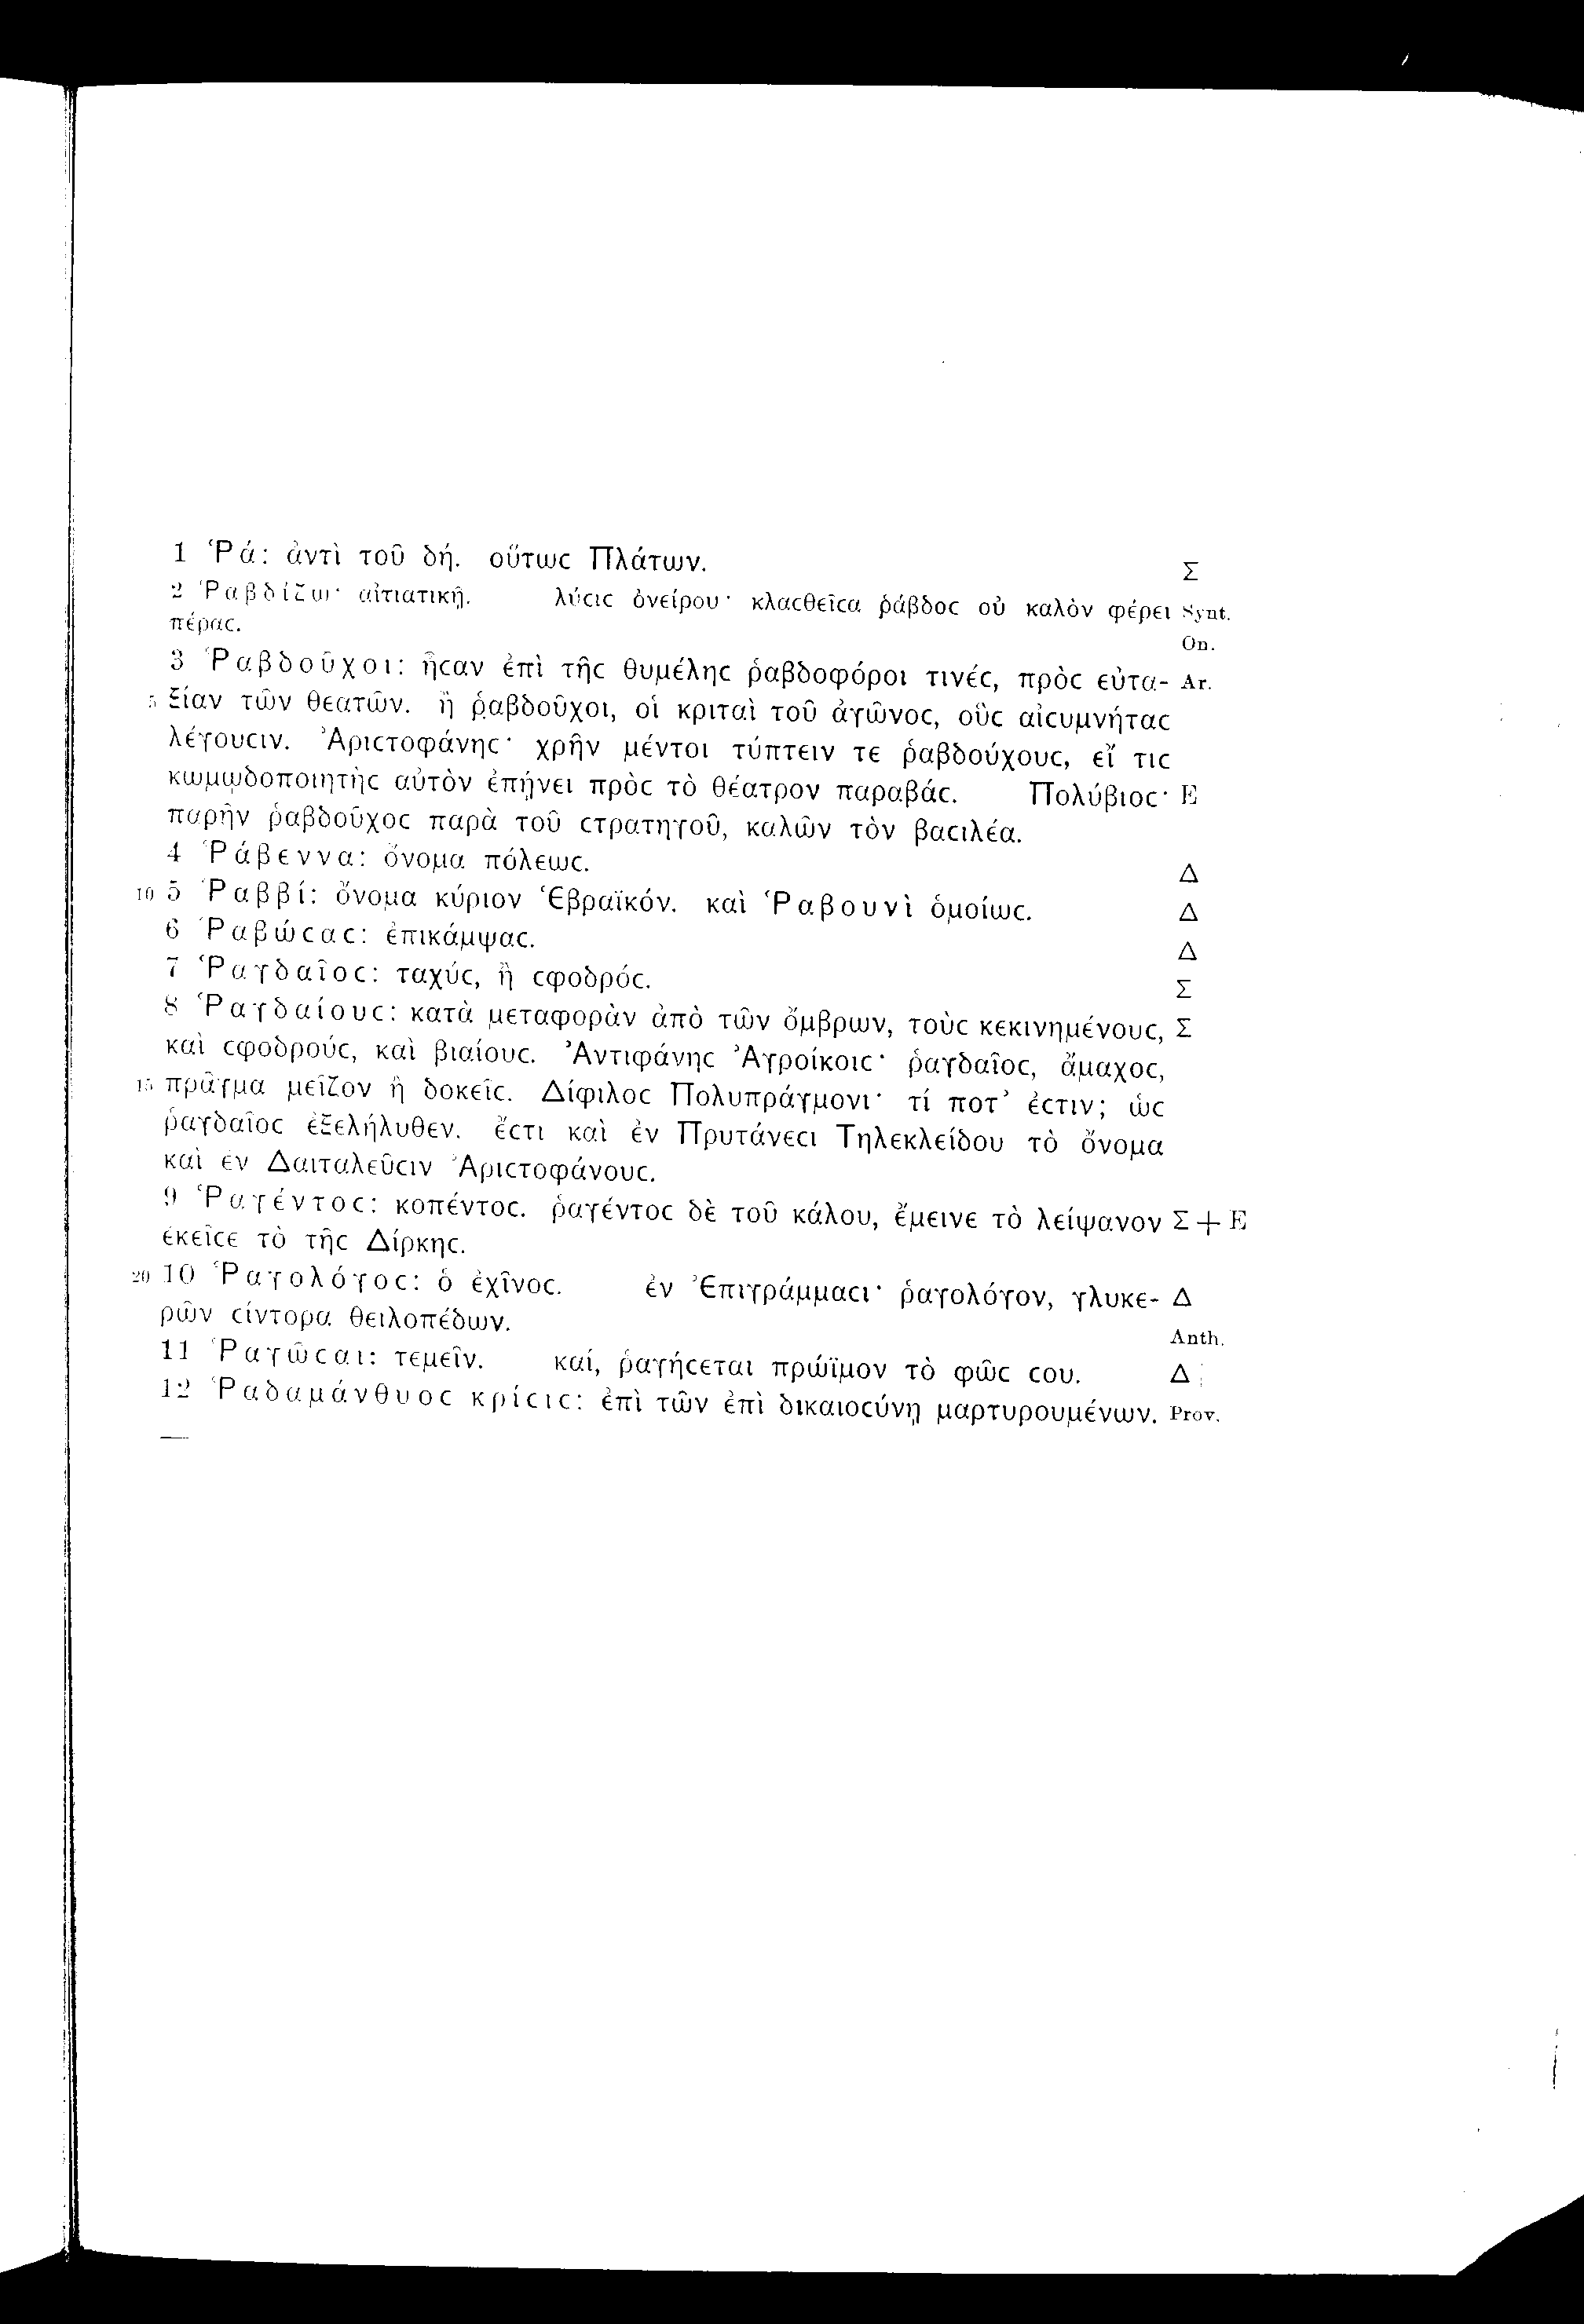 1 Ῥά: ἀντὶ τοῦ δή. οὕτωϲ Πλάτων. Σ
2 Ῥαβδίζω· αἰτιατικῇ. λύϲιϲ ὀνείρου· κλαϲθεῖϲα ῥάβδοϲ οὐ καλὸν φέρει Synt.
πέραϲ. On.
3 Ῥαβδοῦχοι: ἦϲαν ἐπὶ τῆϲ θυμέληϲ ῥαβδοφόροι τινέϲ, πρὸϲ εὐτα- Ar.
5 ξίαν τῶν θεατῶν. ἢ ῥαβδοῦχοι, οἱ κριταὶ τοῦ ἀγῶνοϲ, οὓϲ αἰϲυμνήταϲ
λέγουϲιν. Ἀριϲτοφάνηϲ· χρῆν μέντοι τύπτειν τε ῥαβδούχουϲ, εἴ τιϲ
κωμῳδοποιητὴϲ αὑτὸν ἐπῄνει πρὸϲ τὸ θέατρον παραβάϲ. Πολύβιοϲ· E
παρῆν ῥαβδοῦχοϲ παρὰ τοῦ ϲτρατηγοῦ, καλῶν τὸν βαϲιλέα.
4 Ῥάβεννα: ὄνομα πόλεωϲ. Δ
10 5 Ῥαββί: ὄνομα κύριον Ἑβραϊκόν. καὶ Ῥαβουνὶ ὁμοίωϲ. Δ
6 Ῥαβώϲαϲ: ἐπικάμψαϲ. Δ
7 Ῥαγδαῖοϲ: ταχύϲ, ἢ ϲφοδρόϲ. Σ
8 Ῥαγδαίουϲ: κατὰ μεταφορὰν ἀπὸ τῶν ὄμβρων, τοὺϲ κεκινημένουϲ, Σ
καὶ ϲφοδρούϲ, καὶ βιαίουϲ. Ἀντιφάνηϲ Ἀγροίκοιϲ· ῥαγδαῖοϲ, ἄμαχοϲ,
15 πρᾶγμα μεῖζον ἢ δοκεῖϲ. Δίφιλοϲ Πολυπράγμονι· τί ποτ’ ἐϲτιν; ὡϲ
ῥαγδαῖοϲ ἐξελήλυθεν. ἔϲτι καὶ ἐν Πρυτάνεϲι Τηλεκλείδου τὸ ὄνομα
καὶ ἐν Δαιταλεῦϲιν Ἀριϲτοφάνουϲ.
9 Ῥαγέντοϲ: κοπέντοϲ. ῥαγέντοϲ δὲ τοῦ κάλου, ἔμεινε τὸ λείψανον Σ + E
ἐκεῖϲε τὸ τῆϲ Δίρκηϲ.
20 10 Ῥαγολόγοϲ: ὁ ἐχῖνοϲ. ἐν Ἐπιγράμμαϲι· ῥαγολόγον, γλυκε- Δ
ρῶν ϲίντορα θειλοπέδων. Anth.
11 Ῥαγῶϲαι: τεμεῖν. καί, ῥαγήϲεται πρώϊμον τὸ φῶϲ ϲου. Δ
12 Ῥαδαμάνθυοϲ κρίϲιϲ: ἐπὶ τῶν ἐπὶ δικαιοϲύνῃ μαρτυρουμένων. Prov.